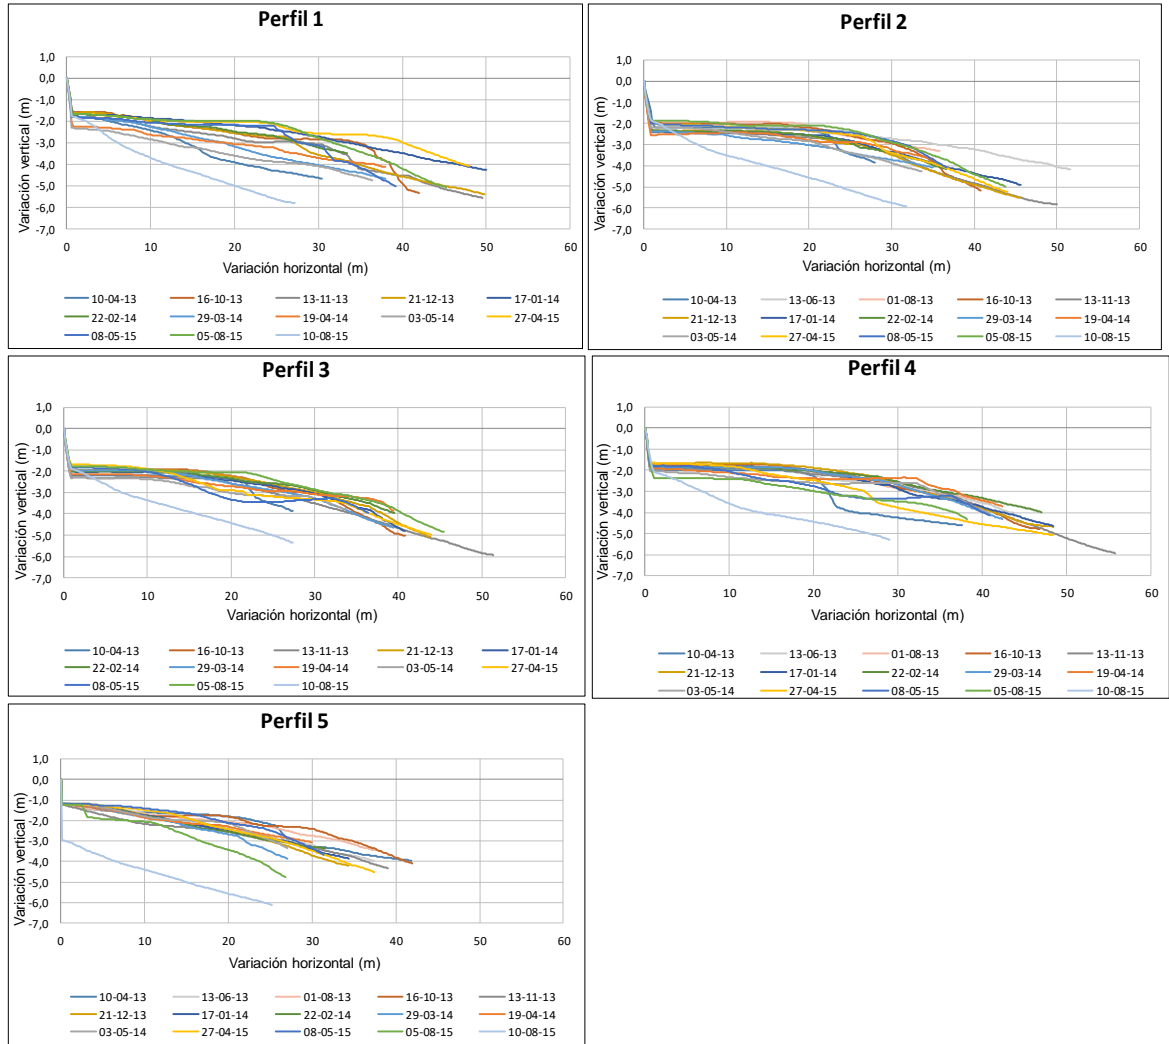 Perfil 1
Variación vertical (m)
1,0
0,0
-1,0
-2,0
-3,0
-4,0
-5,0
-6,0
-7,0
0 10 20 30 40 50 60
Variación horizontal (m)
10-04-13 16-10-13 13-11-13 21-12-13 17-01-14
22-02-14 29-03-14 19-04-14 03-05-14 27-04-15
08-05-15 05-08-15 10-08-15
Perfil 2
Variación vertical (m)
1,0
0,0
-1,0
-2,0
-3,0
-4,0
-5,0
-6,0
-7,0
0 10 20 30 40 50 60
Variación horizontal (m)
10-04-13 13-06-13 01-08-13 16-10-13 13-11-13
21-12-13 17-01-14 22-02-14 29-03-14 19-04-14
03-05-14 27-04-15 08-05-15 05-08-15 10-08-15
Perfil 3
Variación vertical (m)
1,0
0,0
-1,0
-2,0
-3,0
-4,0
-5,0
-6,0
-7,0
0 10 20 30 40 50 60
Variación horizontal (m)
10-04-13 16-10-13 13-11-13 21-12-13 17-01-14
22-02-14 29-03-14 19-04-14 03-05-14 27-04-15
08-05-15 05-08-15 10-08-15
Perfil 4
Variación vertical (m)
1,0
0,0
-1,0
-2,0
-3,0
-4,0
-5,0
-6,0
-7,0
0 10 20 30 40 50 60
Variación horizontal (m)
10-04-13 13-06-13 01-08-13 16-10-13 13-11-13
21-12-13 17-01-14 22-02-14 29-03-14 19-04-14
03-05-14 27-04-15 08-05-15 05-08-15 10-08-15
Perfil 5
Variación vertical (m)
1,0
0,0
-1,0
-2,0
-3,0
-4,0
-5,0
-6,0
-7,0
0 10 20 30 40 50 60
Variación horizontal (m)
10-04-13 13-06-13 01-08-13 16-10-13 13-11-13
21-12-13 17-01-14 22-02-14 29-03-14 19-04-14
03-05-14 27-04-15 08-05-15 05-08-15 10-08-15